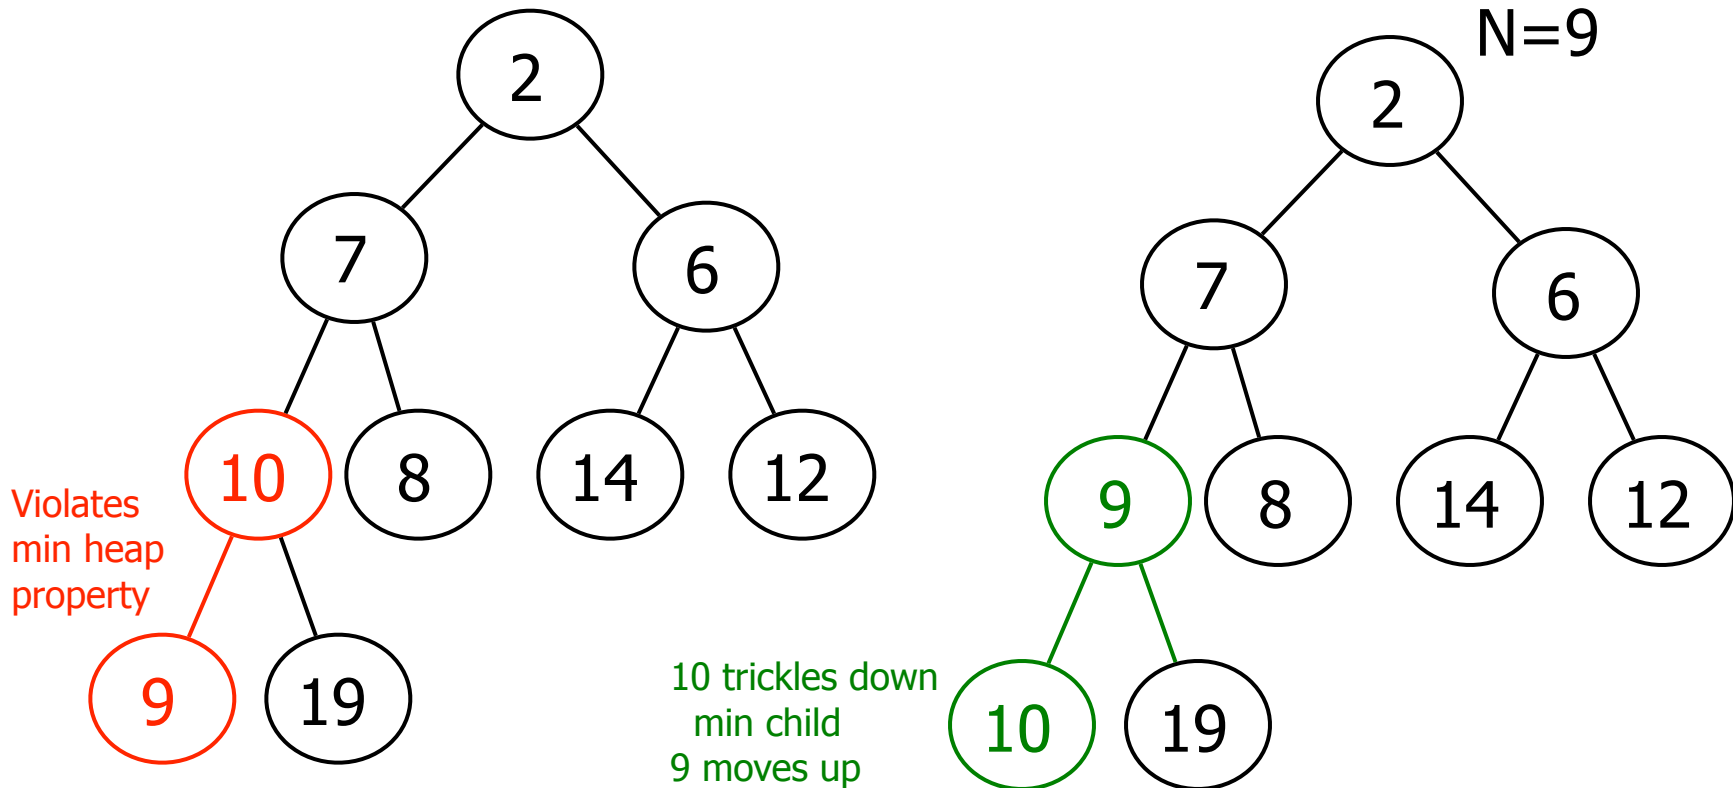 N=9
2
7
6
10
8
14
12
9
19
Violates
min heap
property
2
7
6
9
8
14
12
10
19
10 trickles down
min child
9 moves up